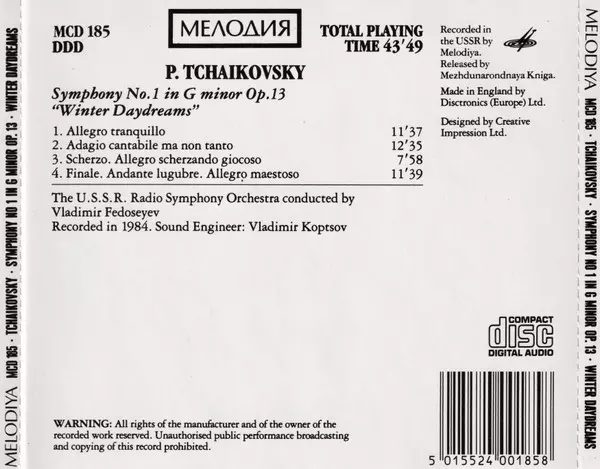 MELODIYA MCD 185 · TCHAIKOVSKY · SYMPHONY NO 1 IN G MINOR OP. 13 · WINTER DAYDREAMS
MCD 185
DDD
МЕЛОДИЯ
TOTAL PLAYING
TIME 43'49
P. TCHAIKOVSKY
Symphony No.1 in G minor Op.13
"Winter Daydreams"
1. Allegro tranquillo 11'37
2. Adagio cantabile ma non tanto 12'35
3. Scherzo. Allegro scherzando giocoso 7'58
4. Finale. Andante lugubre. Allegro maestoso 11'39
The U.S.S.R. Radio Symphony Orchestra conducted by
Vladimir Fedoseyev
Recorded in 1984. Sound Engineer: Vladimir Koptsov
Recorded in
the USSR by
Melodiya.
Released by
Mezhdunarodnaya Kniga.
Made in England by
Disctronics (Europe) Ltd.
Designed by Creative
Impression Ltd.
COMPACT
disc
DIGITAL AUDIO
WARNING: All rights of the manufacturer and of the owner of the
recorded work reserved. Unauthorised public performance broadcasting
and copying of this record prohibited.
5 015524 001858
MELODIYA MCD 185 · TCHAIKOVSKY · SYMPHONY NO 1 IN G MINOR OP. 13 · WINTER DAYDREAMS